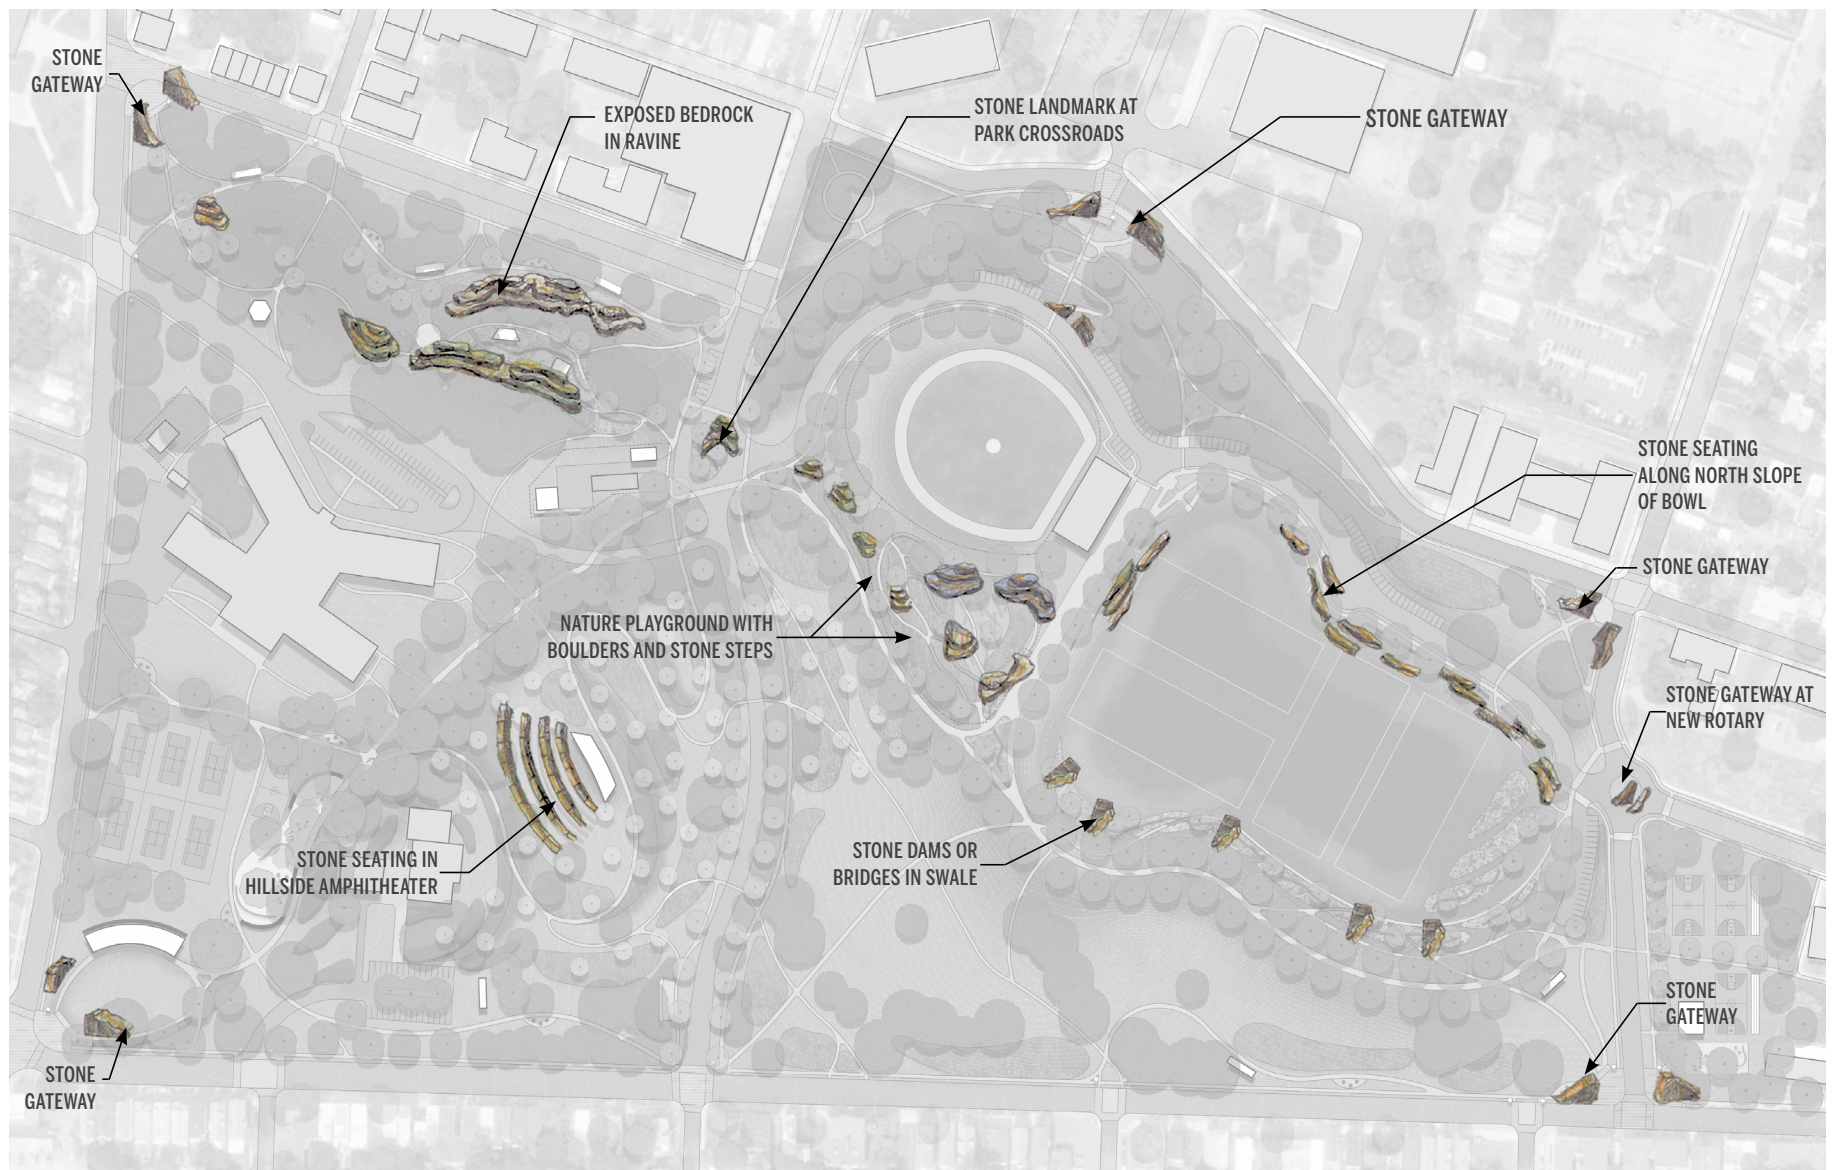 STONE
GATEWAY
EXPOSED BEDROCK
IN RAVINE
STONE LANDMARK AT
PARK CROSSROADS
STONE GATEWAY
STONE SEATING
ALONG NORTH SLOPE
OF BOWL
STONE GATEWAY
NATURE PLAYGROUND WITH
BOULDERS AND STONE STEPS
STONE GATEWAY AT
NEW ROTARY
STONE SEATING IN
HILLSIDE AMPHITHEATER
STONE DAMS OR
BRIDGES IN SWALE
STONE
GATEWAY
STONE
GATEWAY